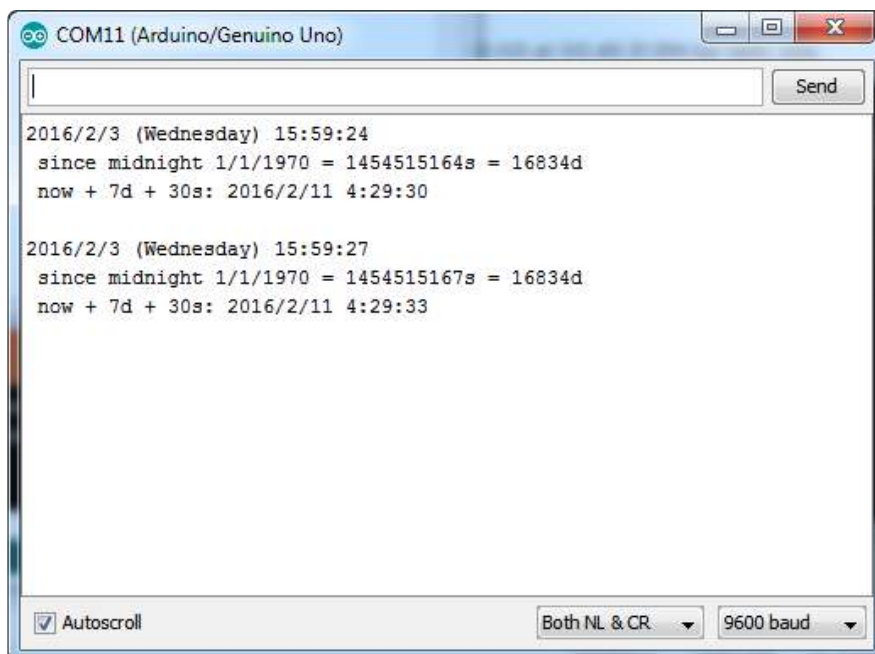 COM11 (Arduino/Genuino Uno)
Send
2016/2/3 (Wednesday) 15:59:24
since midnight 1/1/1970 = 1454515164s = 16834d
now + 7d + 30s: 2016/2/11 4:29:30
2016/2/3 (Wednesday) 15:59:27
since midnight 1/1/1970 = 1454515167s = 16834d
now + 7d + 30s: 2016/2/11 4:29:33
Autoscroll
Both NL & CR
9600 baud